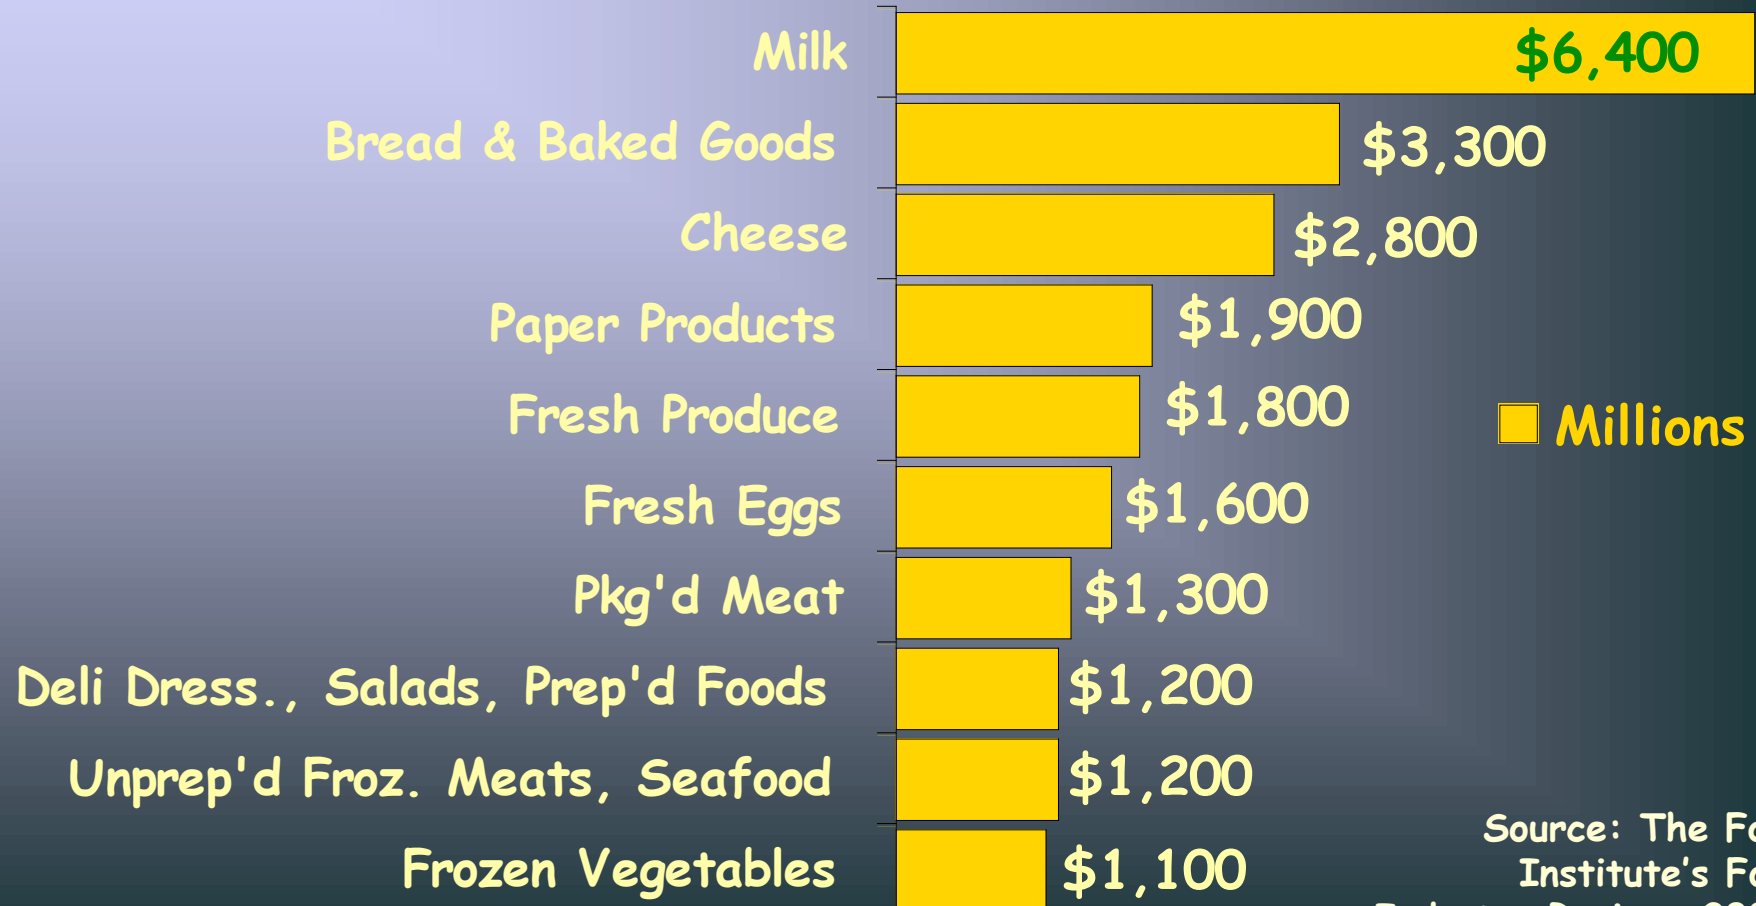 Milk $6,400
Bread & Baked Goods $3,300
Cheese $2,800
Paper Products $1,900
Fresh Produce $1,800
Millions
Fresh Eggs $1,600
Pkg'd Meat $1,300
Deli Dress., Salads, Prep'd Foods $1,200
Unprep'd Froz. Meats, Seafood $1,200
Source: The
Frozen Vegetables $1,100
Institute's